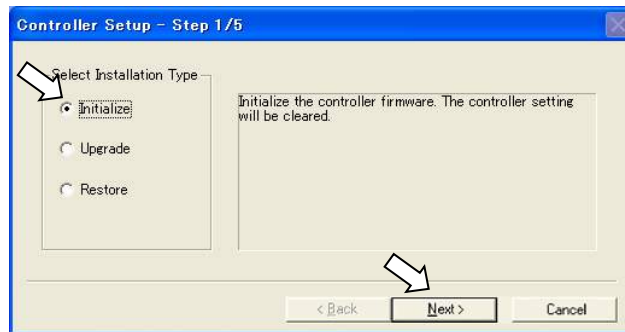 Controller Setup - Step 1/5
Select Installation Type
Initialize
Upgrade
Restore
Initialize the controller firmware. The controller setting
will be cleared.
< Back
Next >
Cancel